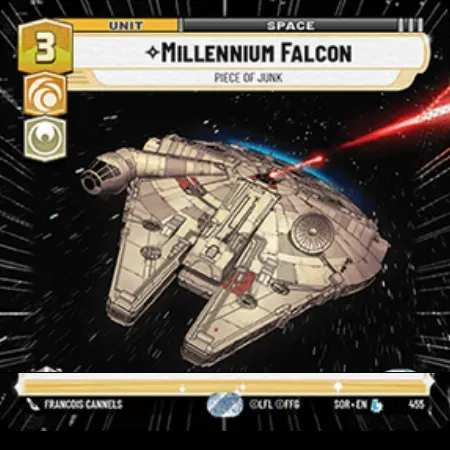 UNIT
SPACE
3
MILLENNIUM FALCON
PIECE OF JUNK
FRANCOIS CANNELS
©LFL ©FFG
SOR • EN
455